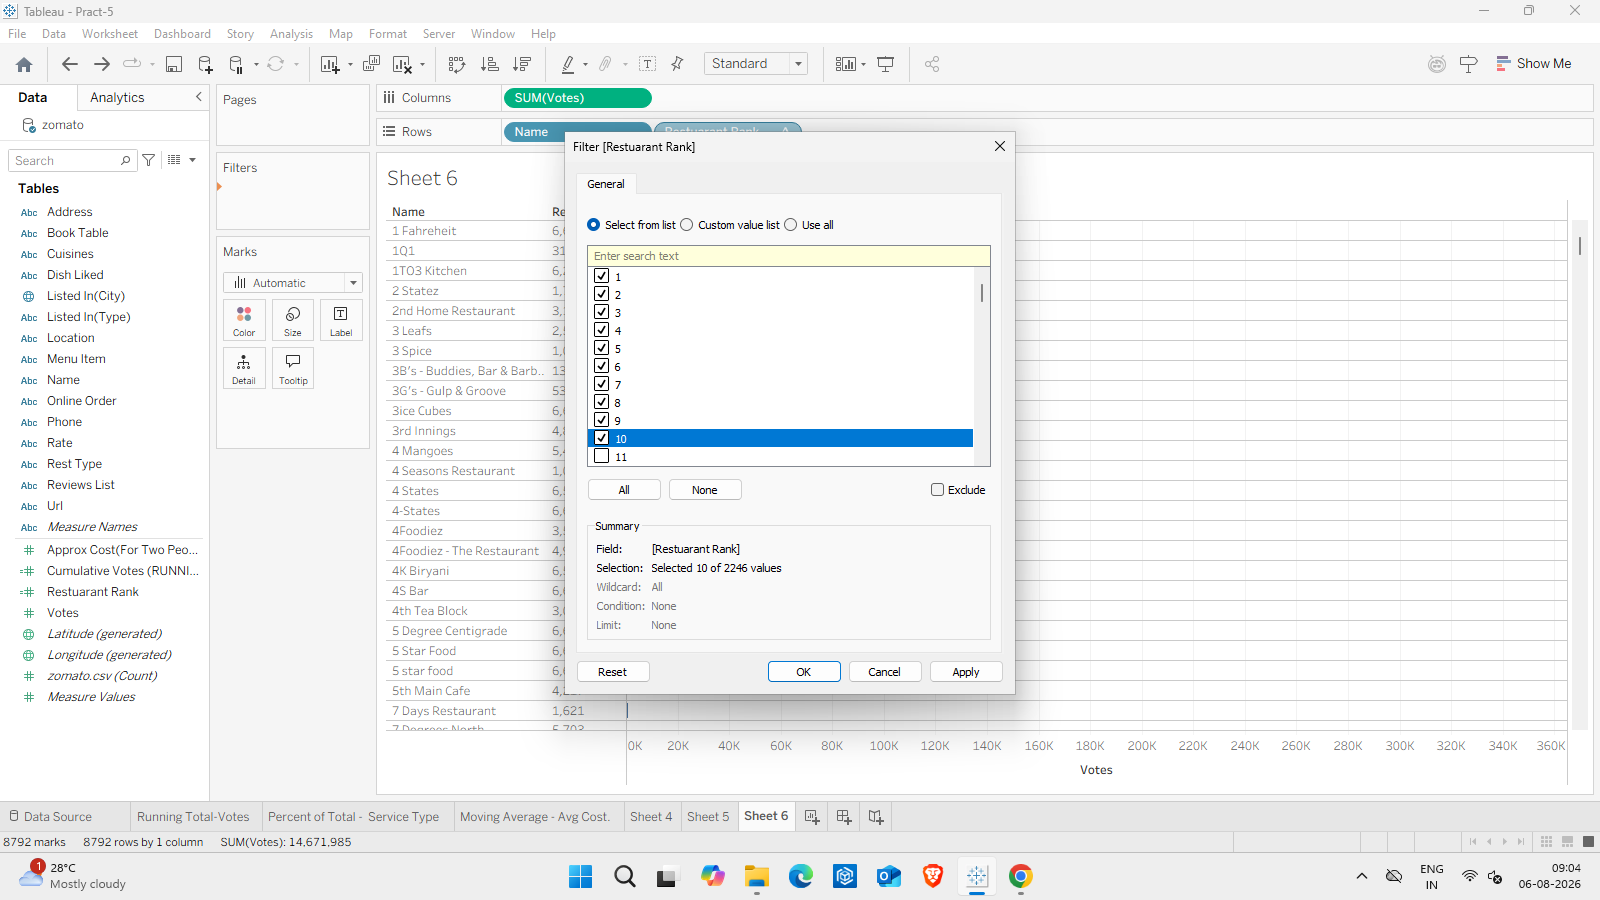 Tableau - Pract-5
File Data Worksheet Dashboard Story Analysis Map Format Server Window Help
Standard
Show Me
Data Analytics
zomato
Search
Tables
Abc Address
Abc Book Table
Abc Cuisines
Abc Dish Liked
Listed In(City)
Abc Listed In(Type)
Abc Location
Abc Menu Item
Abc Name
Abc Online Order
Abc Phone
Abc Rate
Abc Rest Type
Abc Reviews List
Abc Url
Abc Measure Names
Approx Cost(For Two Peo...
Cumulative Votes (RUNNI...
Restuarant Rank
Votes
Latitude (generated)
Longitude (generated)
zomato.csv (Count)
Measure Values
Pages
Filters
Marks
Automatic
Color Size Label
Detail Tooltip
Columns SUM(Votes)
Rows Name Restuarant Rank
Sheet 6
Name
1 Fahreheit
1Q1
1TO3 Kitchen
2 Statez
2nd Home Restaurant
3 Leafs
3 Spice
3B's - Buddies, Bar & Barb..
3G's - Gulp & Groove
3ice Cubes
3rd Innings
4 Mangoes
4 Seasons Restaurant
4 States
4-States
4Foodiez
4Foodiez - The Restaurant
4K Biryani
4S Bar
4th Tea Block
5 Degree Centigrade
5 Star Food
5 star food
5th Main Cafe
7 Days Restaurant 1,621
7 Degrees North 5,703
0K 20K 40K 60K 80K 100K 120K 140K 160K 180K 200K 220K 240K 260K 280K 300K 320K 340K 360K
Votes
Filter [Restuarant Rank]
General
Select from list Custom value list Use all
Enter search text
1
2
3
4
5
6
7
8
9
10
11
All None Exclude
Summary
Field: [Restuarant Rank]
Selection: Selected 10 of 2246 values
Wildcard: All
Condition: None
Limit: None
Reset OK Cancel Apply
Data Source Running Total-Votes Percent of Total - Service Type Moving Average - Avg Cost. Sheet 4 Sheet 5 Sheet 6
8792 marks 8792 rows by 1 column SUM(Votes): 14,671,985
1
28°C
Mostly cloudy
ENG
IN
09:04
06-08-2026